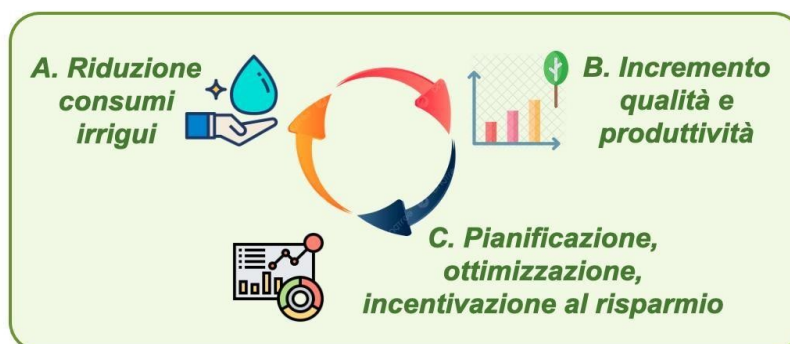 A. Riduzione
consumi
irrigui
B. Incremento
qualità e
produttività
C. Pianificazione,
ottimizzazione,
incentivazione al risparmio